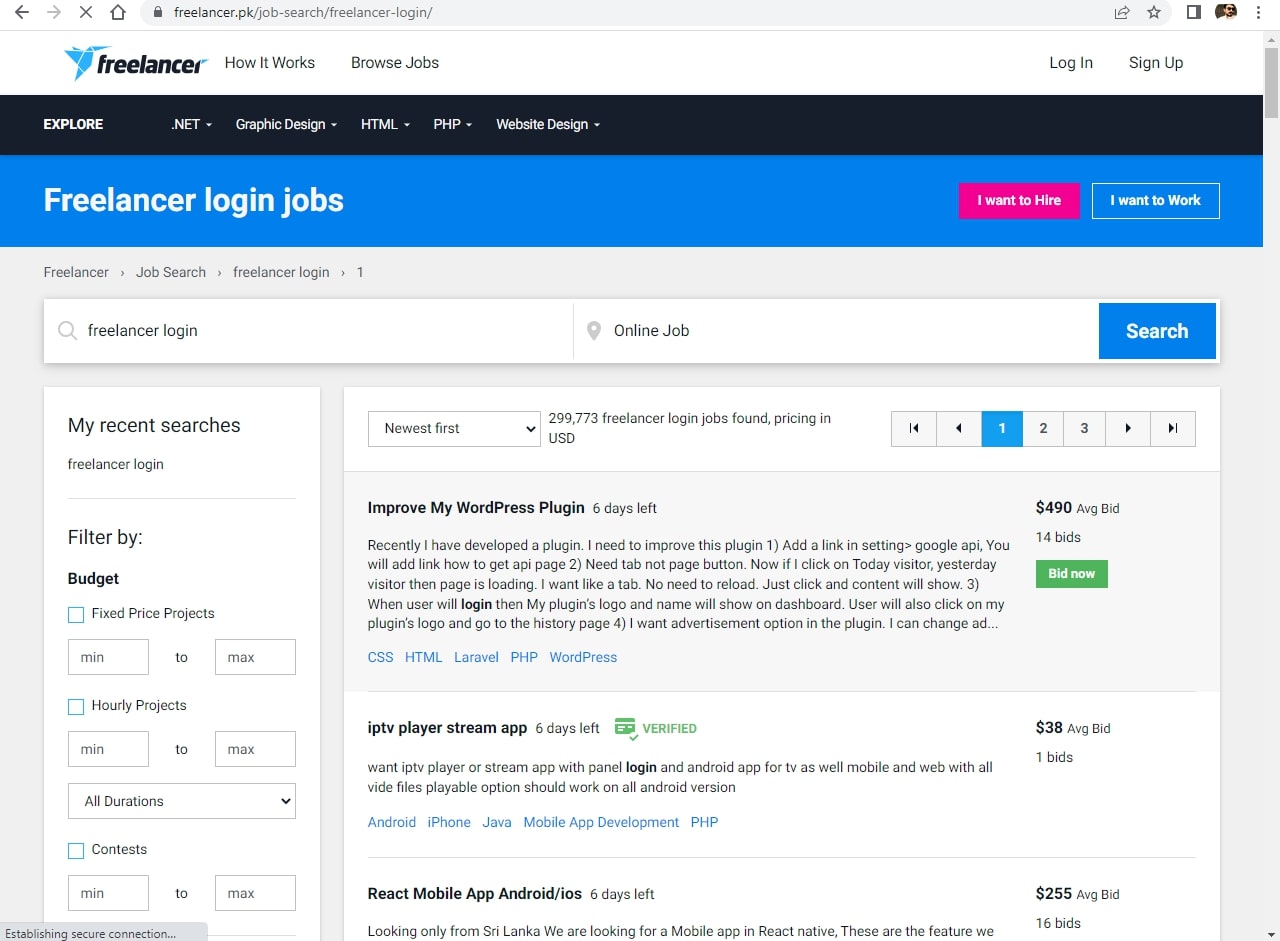 freelancer.pk/job-search/freelancer-login/
freelancer How It Works Browse Jobs Log In Sign Up
EXPLORE .NET Graphic Design HTML PHP Website Design
Freelancer login jobs I want to Hire I want to Work
Freelancer › Job Search › freelancer login › 1
freelancer login Online Job Search
My recent searches
freelancer login
Filter by:
Budget
Fixed Price Projects
min to max
Hourly Projects
min to max
All Durations
Contests
min to max
Newest first
299,773 freelancer login jobs found, pricing in
USD
1 2 3
Improve My WordPress Plugin 6 days left
Recently I have developed a plugin. I need to improve this plugin 1) Add a link in setting> google api, You
will add link how to get api page 2) Need tab not page button. Now if I click on Today visitor, yesterday
visitor then page is loading. I want like a tab. No need to reload. Just click and content will show. 3)
When user will login then My plugin’s logo and name will show on dashboard. User will also click on my
plugin’s logo and go to the history page 4) I want advertisement option in the plugin. I can change ad...
CSS HTML Laravel PHP WordPress
$490 Avg Bid
14 bids
Bid now
iptv player stream app 6 days left VERIFIED
want iptv player or stream app with panel login and android app for tv as well mobile and web with all
vide files playable option should work on all android version
Android iPhone Java Mobile App Development PHP
$38 Avg Bid
1 bids
React Mobile App Android/ios 6 days left
Looking only from Sri Lanka We are looking for a Mobile app in React native, These are the feature we
$255 Avg Bid
16 bids
Establishing secure connection...